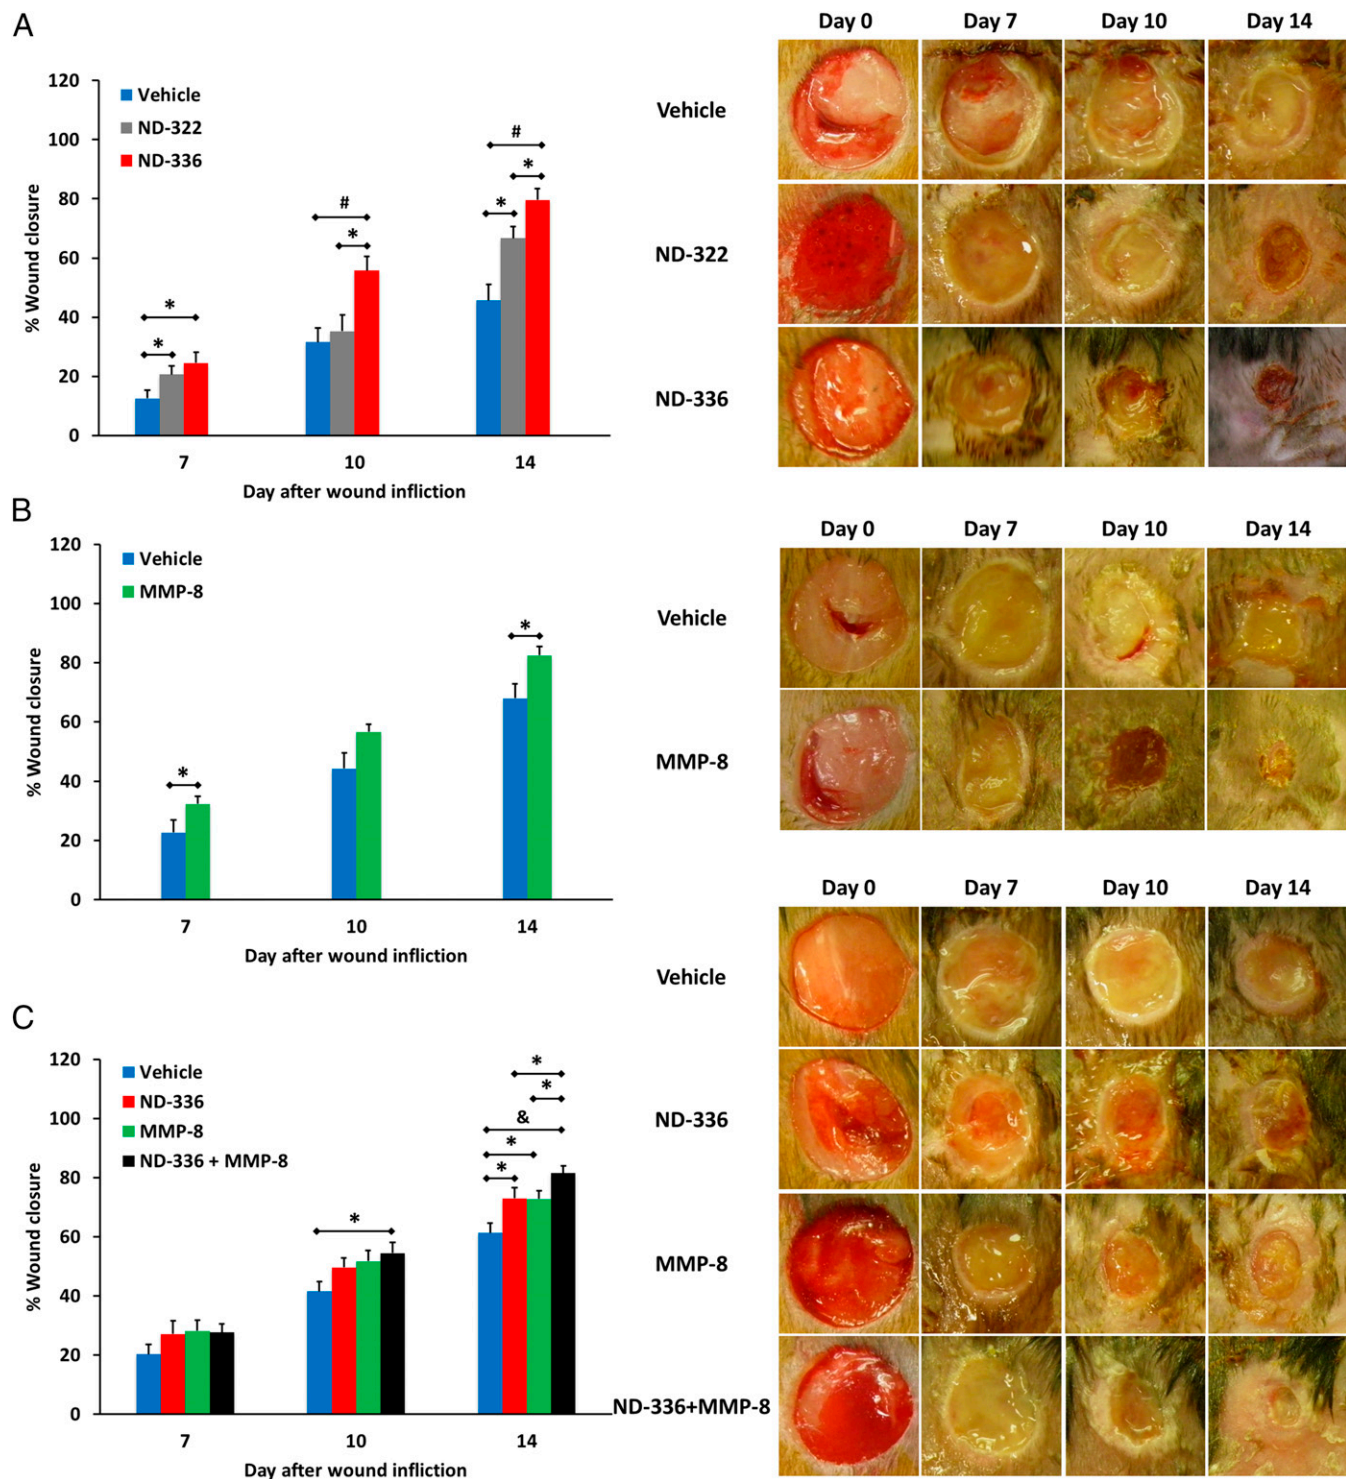 A
120
100
80
60
40
20
0
% Wound closure
Vehicle
ND-322
ND-336
*
*
*
#
*
*
#
*
7 10 14
Day after wound infliction
Day 0 Day 7 Day 10 Day 14
Vehicle
ND-322
ND-336
B
120
100
80
60
40
20
0
% Wound closure
Vehicle
MMP-8
*
*
7 10 14
Day after wound infliction
Day 0 Day 7 Day 10 Day 14
Vehicle
MMP-8
C
120
100
80
60
40
20
0
% Wound closure
Vehicle
ND-336
MMP-8
ND-336 + MMP-8
*
*
*
&
*
*
7 10 14
Day after wound infliction
Day 0 Day 7 Day 10 Day 14
Vehicle
ND-336
MMP-8
ND-336+MMP-8